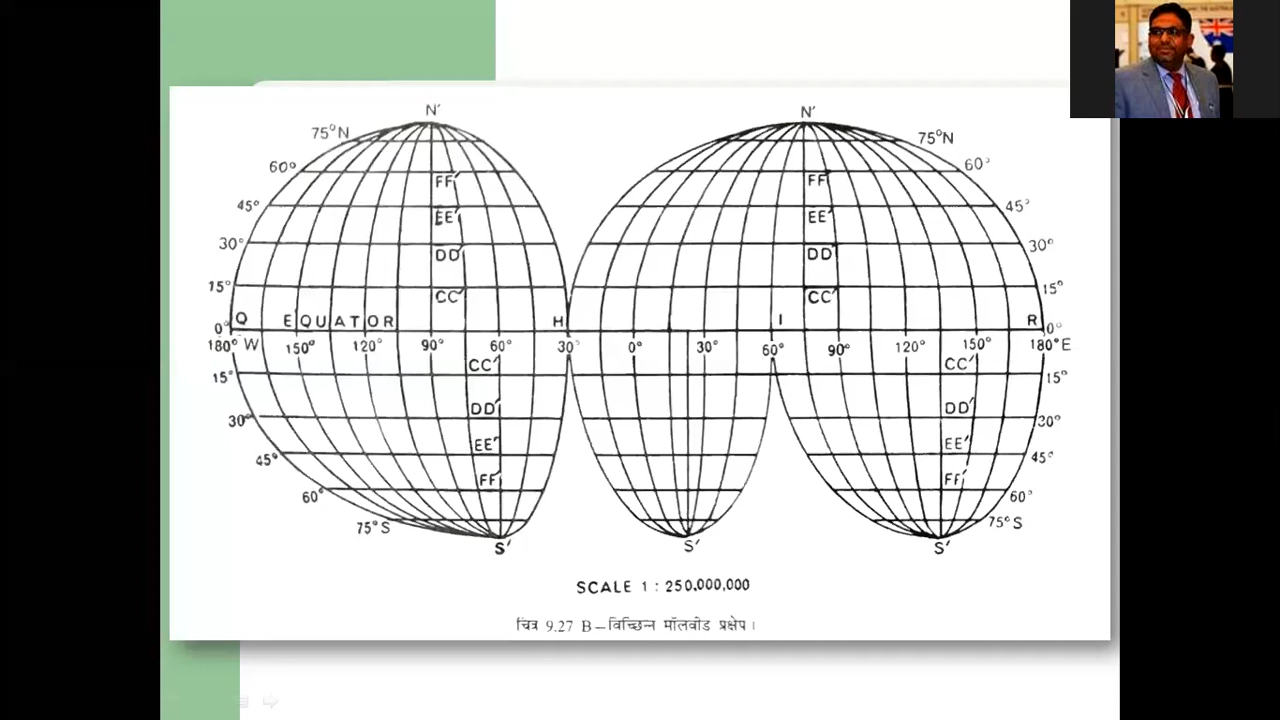 N' N'
75°N 75°N
60° 60°
FF' FF'
45° EE' EE' 45°
30° DD' DD' 30°
15° CC' CC' 15°
0° Q EQUATOR H I R 0°
180° W 150° 120° 90° 60° 30° 0° 30° 60° 90° 120° 150° 180° E
15° CC' CC' 15°
30° DD' DD' 30°
45° EE' EE' 45°
60° FF' FF' 60°
75°S 75°S
S' S' S'
SCALE 1 : 250,000,000
चित्र 9.27 B–विच्छिन्न मॉलवीड प्रक्षेप।